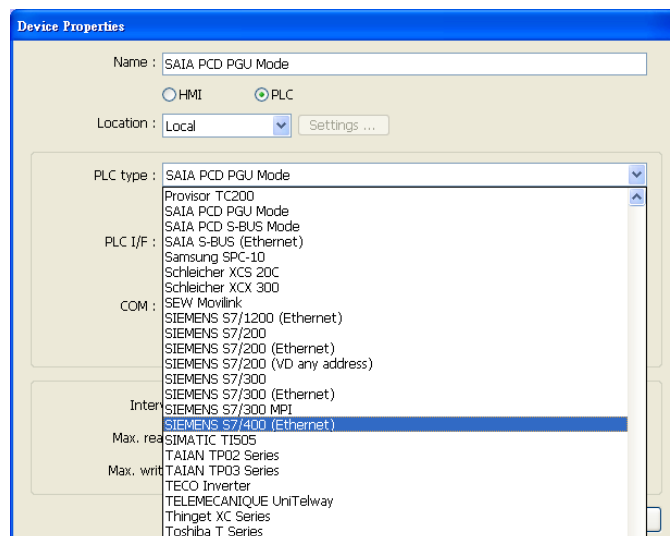 Device Properties
Name : SAIA PCD PGU Mode
HMI PLC
Location : Local Settings ...
PLC type : SAIA PCD PGU Mode
Provisor TC200
SAIA PCD PGU Mode
SAIA PCD S-BUS Mode
PLC I/F : SAIA S-BUS (Ethernet)
Samsung SPC-10
Schleicher XCS 20C
Schleicher XCX 300
COM : SEW Movilink
SIEMENS S7/1200 (Ethernet)
SIEMENS S7/200
SIEMENS S7/200 (Ethernet)
SIEMENS S7/200 (VD any address)
SIEMENS S7/300
SIEMENS S7/300 (Ethernet)
Interv SIEMENS S7/300 MPI
SIEMENS S7/400 (Ethernet)
Max. rea SIMATIC TI505
TAIAN TP02 Series
Max. writ TAIAN TP03 Series
TECO Inverter
TELEMECANIQUE UniTelway
Thinget XC Series
Toshiba T Series